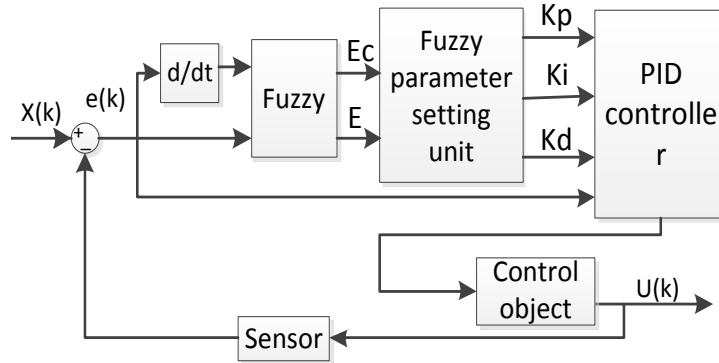 X(k)
+
−
e(k)
d/dt
Fuzzy
Ec
E
Fuzzy
parameter
setting
unit
Kp
Ki
Kd
PID
controlle
r
Control
object
U(k)
Sensor